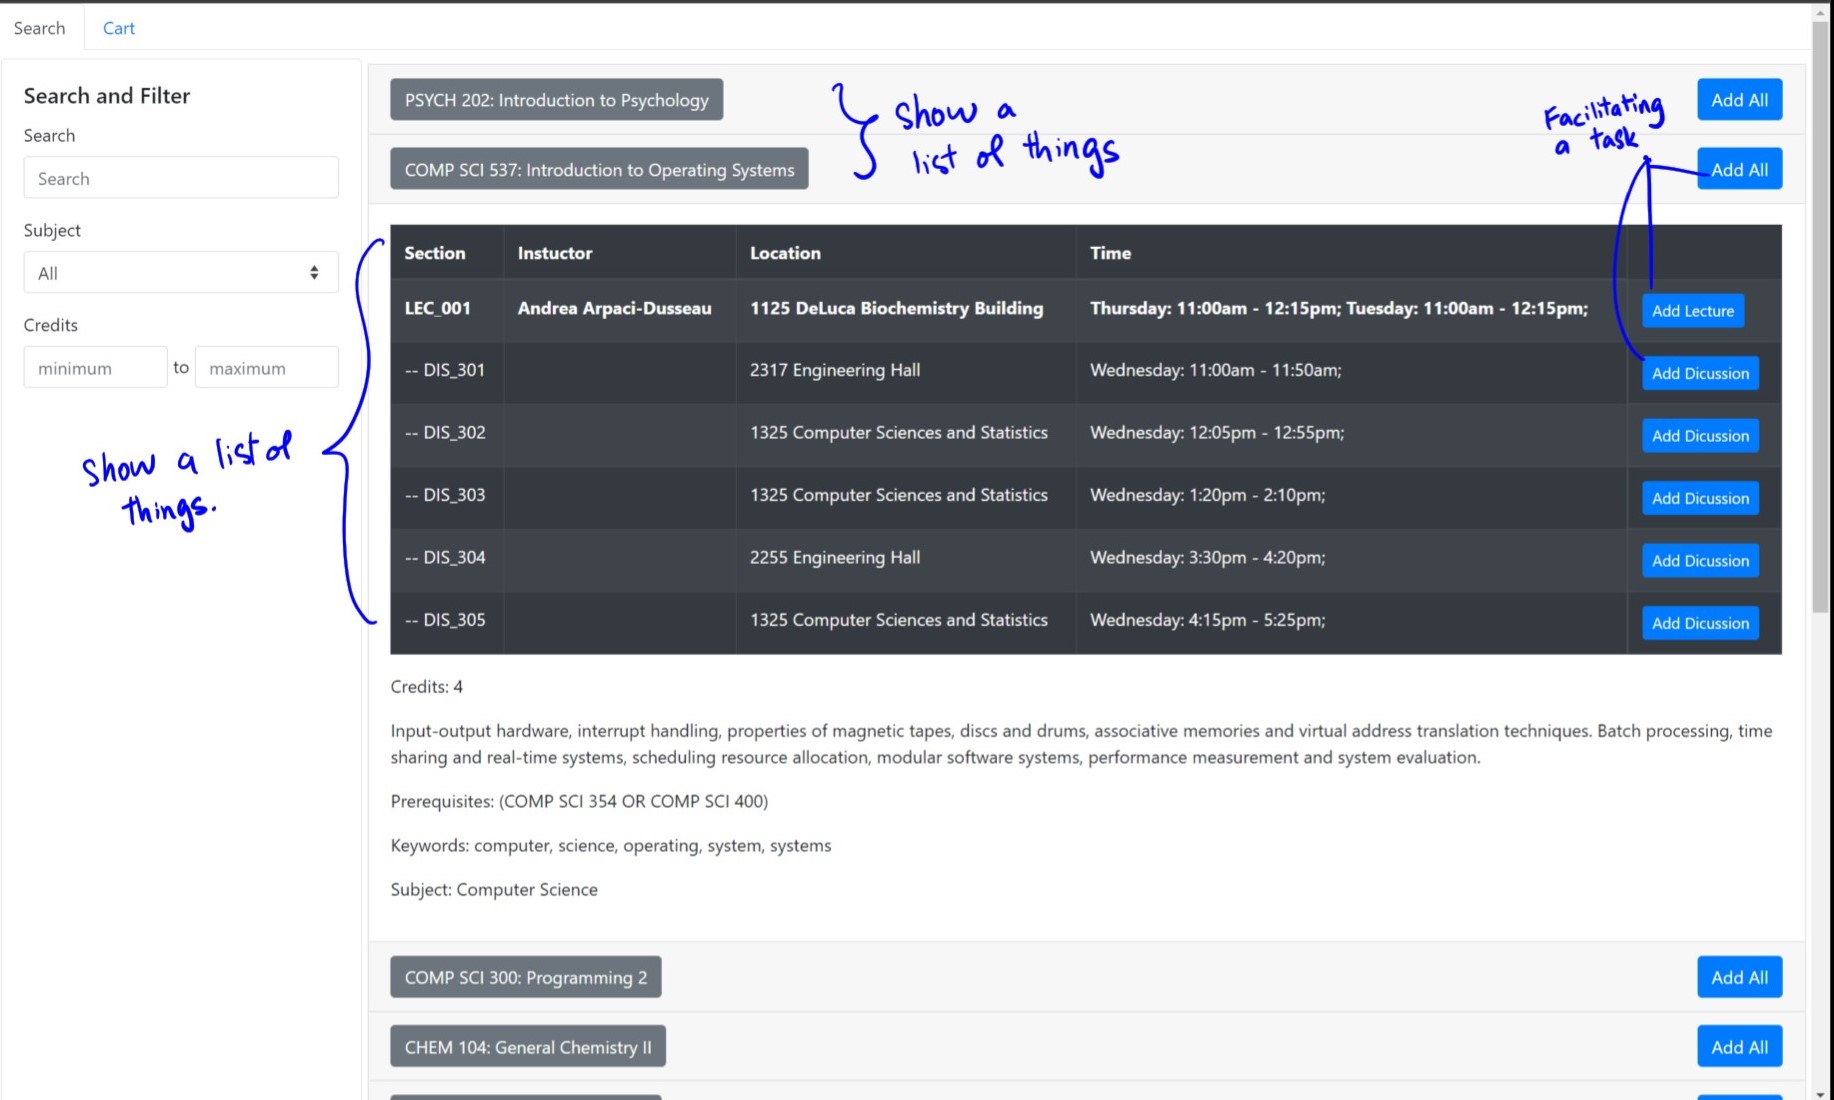 Search Cart
Search and Filter
Search
Search
Subject
All
Credits
minimum to maximum
show a list of
things.
PSYCH 202: Introduction to Psychology Add All
COMP SCI 537: Introduction to Operating Systems Add All
show a
list of things
Facilitating
a task
Section Instuctor Location Time
LEC_001 Andrea Arpaci-Dusseau 1125 DeLuca Biochemistry Building Thursday: 11:00am - 12:15pm; Tuesday: 11:00am - 12:15pm; Add Lecture
-- DIS_301 2317 Engineering Hall Wednesday: 11:00am - 11:50am; Add Dicussion
-- DIS_302 1325 Computer Sciences and Statistics Wednesday: 12:05pm - 12:55pm; Add Dicussion
-- DIS_303 1325 Computer Sciences and Statistics Wednesday: 1:20pm - 2:10pm; Add Dicussion
-- DIS_304 2255 Engineering Hall Wednesday: 3:30pm - 4:20pm; Add Dicussion
-- DIS_305 1325 Computer Sciences and Statistics Wednesday: 4:15pm - 5:25pm; Add Dicussion
Credits: 4
Input-output hardware, interrupt handling, properties of magnetic tapes, discs and drums, associative memories and virtual address translation techniques. Batch processing, time
sharing and real-time systems, scheduling resource allocation, modular software systems, performance measurement and system evaluation.
Prerequisites: (COMP SCI 354 OR COMP SCI 400)
Keywords: computer, science, operating, system, systems
Subject: Computer Science
COMP SCI 300: Programming 2 Add All
CHEM 104: General Chemistry II Add All